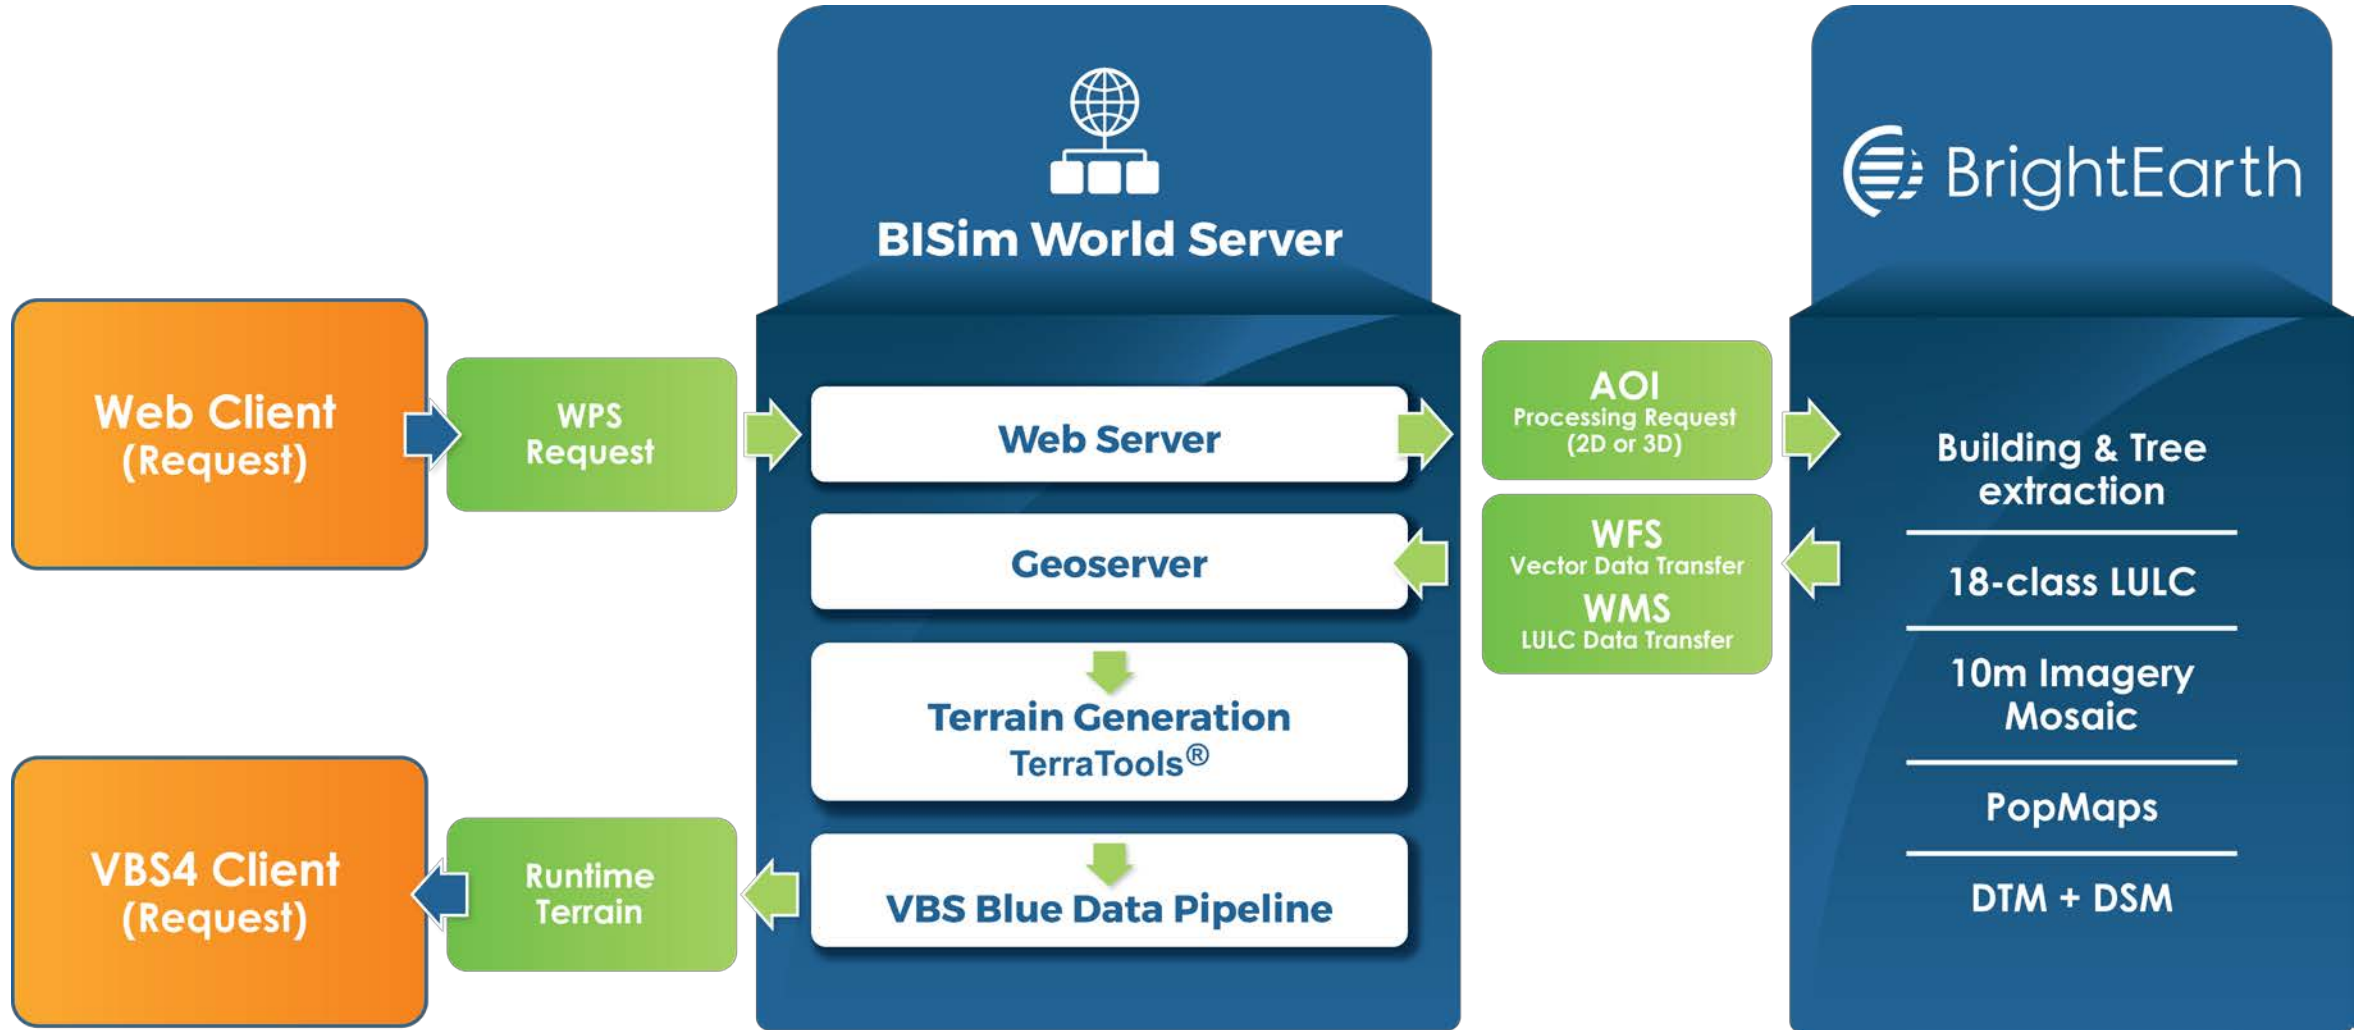 BISim World Server
BrightEarth
Web Client
(Request)
WPS
Request
Web Server
AOI
Processing Request
(2D or 3D)
Geoserver
WFS
Vector Data Transfer
WMS
LULC Data Transfer
Terrain Generation
TerraTools®
VBS Blue Data Pipeline
Runtime
Terrain
VBS4 Client
(Request)
Building & Tree
extraction
18-class LULC
10m Imagery
Mosaic
PopMaps
DTM + DSM